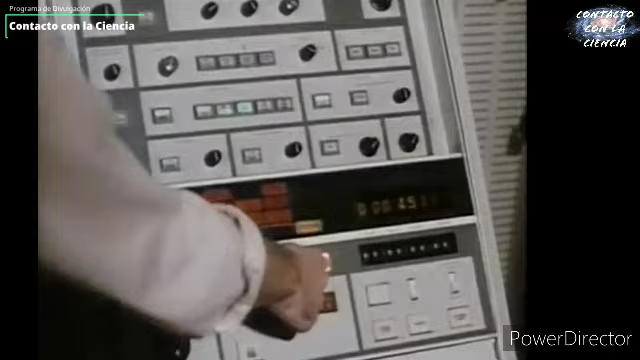 Programa de Divulgación
Contacto con la Ciencia
CONTACTO
CON LA
CIENCIA
PowerDirector